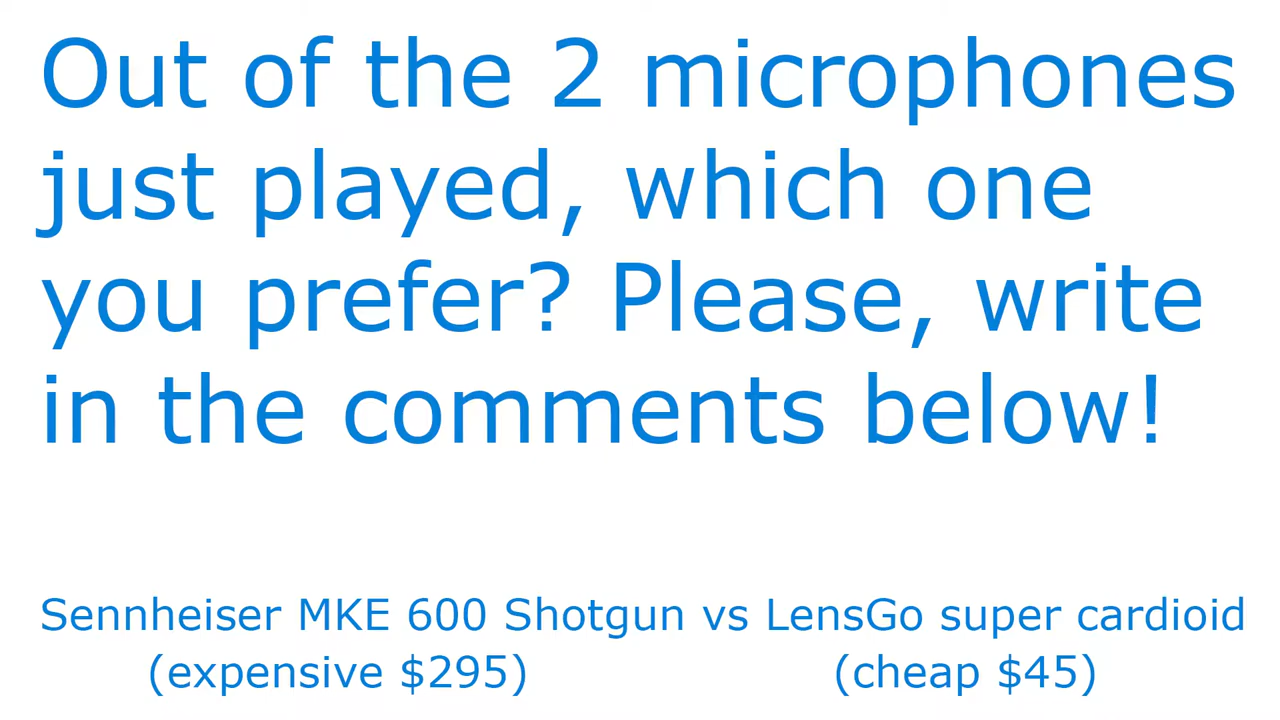 Out of the 2 microphones
just played, which one
you prefer? Please, write
in the comments below!
Sennheiser MKE 600 Shotgun vs LensGo super cardioid
(expensive $295) (cheap $45)